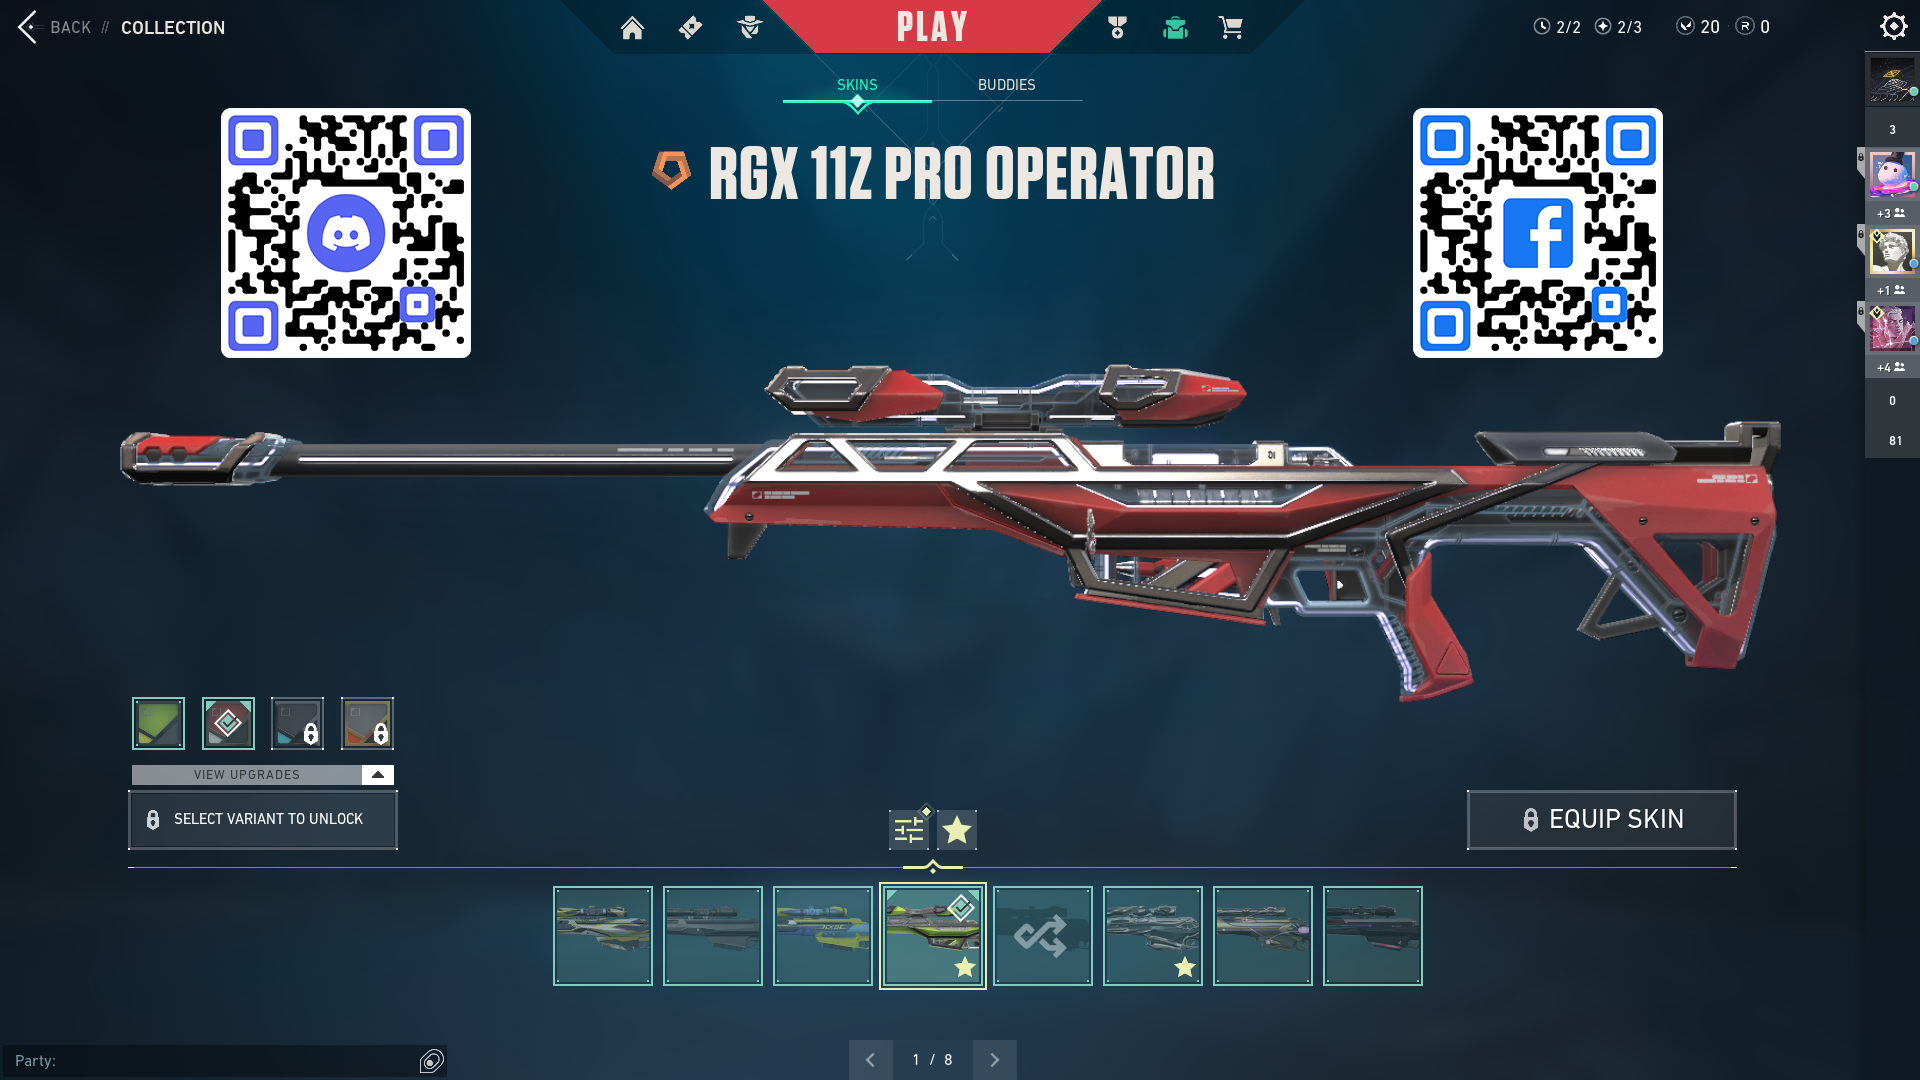 BACK // COLLECTION
PLAY
2/2 2/3 20 R 0
SKINS BUDDIES
RGX 11Z PRO OPERATOR
3
+3
+1
+4
0
81
VIEW UPGRADES
SELECT VARIANT TO UNLOCK
EQUIP SKIN
Party:
1 / 8